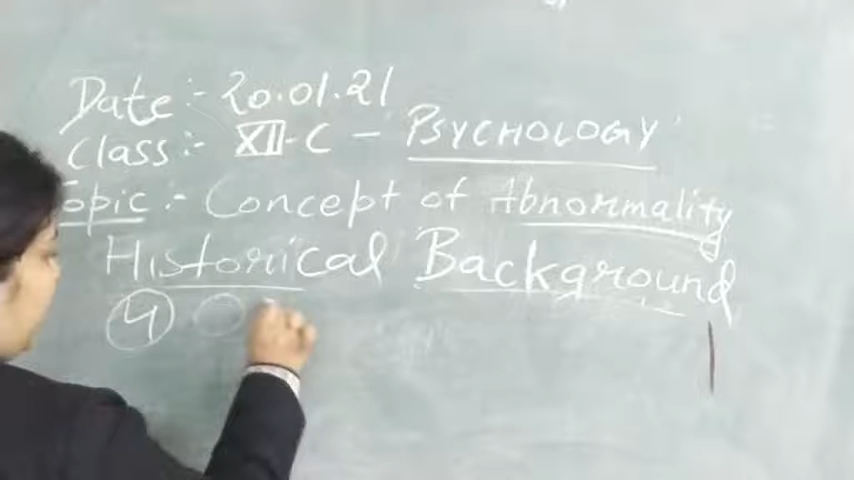 Date :- 20.01.21
Class :- XII-C - PSYCHOLOGY
Topic :- Concept of Abnormality
Historical Background
4